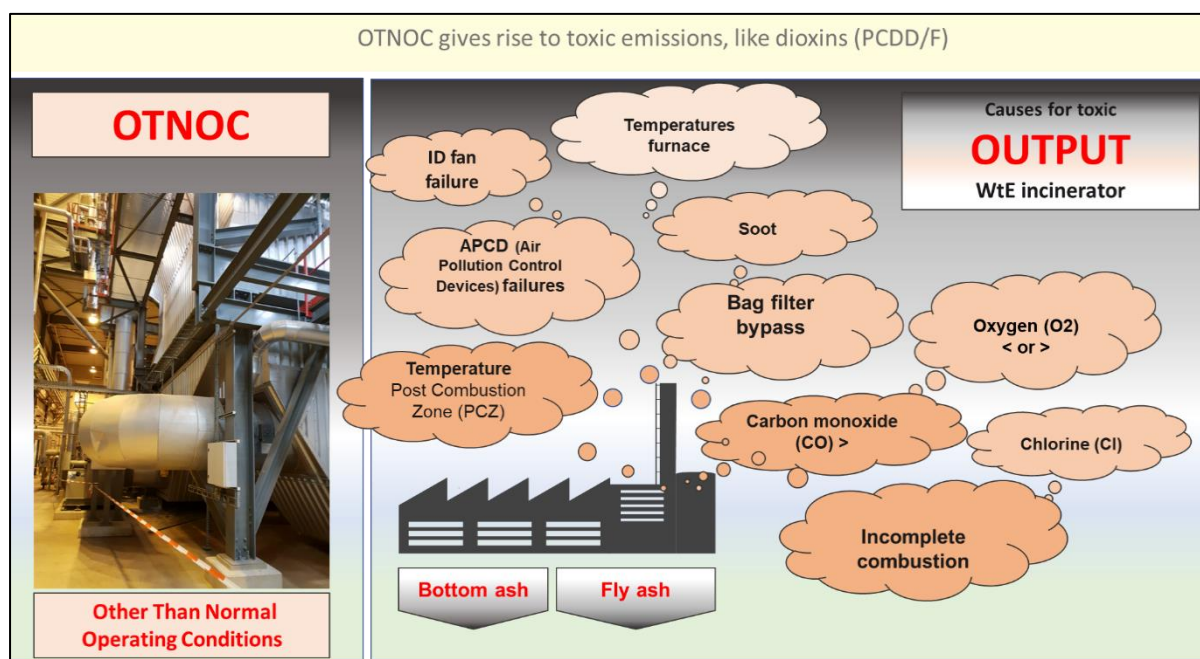 OTNOC gives rise to toxic emissions, like dioxins (PCDD/F)
OTNOC
Other Than Normal
Operating Conditions
Causes for toxic
OUTPUT
WtE incinerator
Temperatures
furnace
ID fan
failure
Soot
APCD (Air
Pollution Control
Devices) failures
Bag filter
bypass
Oxygen (O2)
< or >
Temperature
Post Combustion
Zone (PCZ)
Carbon monoxide
(CO) >
Chlorine (Cl)
Incomplete
combustion
Bottom ash
Fly ash